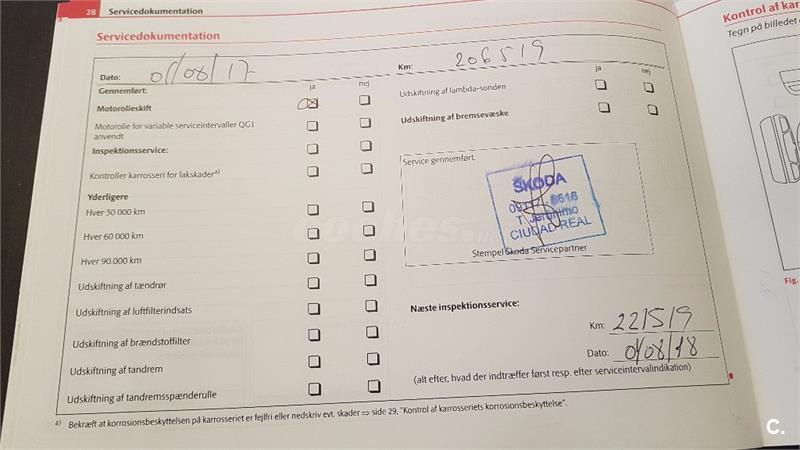 28 Servicedokumentation
Servicedokumentation
Dato: 01/08/17
Km: 206519
Gennemført:
ja nej
ja nej
Motorolieskift
Motorolie for variable serviceintervaller QG1
anvendt
Inspektionsservice:
Kontroller karrosseri for lakskader a)
Yderligere
Hver 30 000 km
Hver 60 000 km
Hver 90.000 km
Udskiftning af tændrør
Udskiftning af luftfilterindsats
Udskiftning af brændstoffilter
Udskiftning af tandrem
Udskiftning af tandremsspænderulle
Udskiftning af lambda-sonden
Udskiftning af bremsevæske
Service gennemført.
ŠKODA
T. Jeronimo
CIUDAD REAL
Stempel Skoda Servicepartner
Næste inspektionsservice:
Km: 221519
Dato: 01/08/18
(alt efter, hvad der indtræffer først resp. efter serviceintervalindikation)
a) Bekræft at korrosionsbeskyttelsen på karrosseriet er fejlfri eller nedskriv evt. skader ⇒ side 29, "Kontrol af karrosseriets korrosionsbeskyttelse".
Kontrol af karr
Tegn på billedet
Fig.
C.